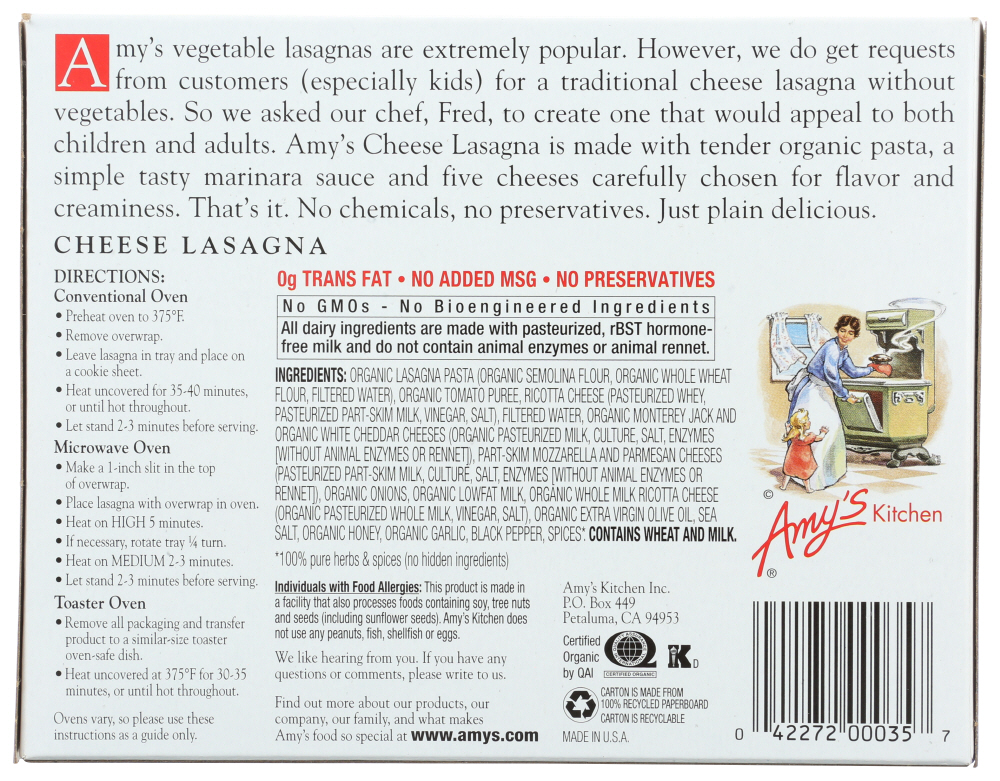 Amy's vegetable lasagnas are extremely popular. However, we do get requests
from customers (especially kids) for a traditional cheese lasagna without
vegetables. So we asked our chef, Fred, to create one that would appeal to both
children and adults. Amy's Cheese Lasagna is made with tender organic pasta, a
simple tasty marinara sauce and five cheeses carefully chosen for flavor and
creaminess. That's it. No chemicals, no preservatives. Just plain delicious.
CHEESE LASAGNA
DIRECTIONS:
Conventional Oven
• Preheat oven to 375°F.
• Remove overwrap.
• Leave lasagna in tray and place on
a cookie sheet.
• Heat uncovered for 35-40 minutes,
or until hot throughout.
• Let stand 2-3 minutes before serving.
Microwave Oven
• Make a 1-inch slit in the top
of overwrap.
• Place lasagna with overwrap in oven.
• Heat on HIGH 5 minutes.
• If necessary, rotate tray ¼ turn.
• Heat on MEDIUM 2-3 minutes.
• Let stand 2-3 minutes before serving.
Toaster Oven
• Remove all packaging and transfer
product to a similar-size toaster
oven-safe dish.
• Heat uncovered at 375°F for 30-35
minutes, or until hot throughout.
Ovens vary, so please use these
instructions as a guide only.
0g TRANS FAT • NO ADDED MSG • NO PRESERVATIVES
No GMOs - No Bioengineered Ingredients
All dairy ingredients are made with pasteurized, rBST hormone-
free milk and do not contain animal enzymes or animal rennet.
INGREDIENTS: ORGANIC LASAGNA PASTA (ORGANIC SEMOLINA FLOUR, ORGANIC WHOLE WHEAT
FLOUR, FILTERED WATER), ORGANIC TOMATO PUREE, RICOTTA CHEESE (PASTEURIZED WHEY,
PASTEURIZED PART-SKIM MILK, VINEGAR, SALT), FILTERED WATER, ORGANIC MONTEREY JACK AND
ORGANIC WHITE CHEDDAR CHEESES (ORGANIC PASTEURIZED MILK, CULTURE, SALT, ENZYMES
[WITHOUT ANIMAL ENZYMES OR RENNET]), PART-SKIM MOZZARELLA AND PARMESAN CHEESES
(PASTEURIZED PART-SKIM MILK, CULTURE, SALT, ENZYMES [WITHOUT ANIMAL ENZYMES OR
RENNET]), ORGANIC ONIONS, ORGANIC LOWFAT MILK, ORGANIC WHOLE MILK RICOTTA CHEESE
(ORGANIC PASTEURIZED WHOLE MILK, VINEGAR, SALT), ORGANIC EXTRA VIRGIN OLIVE OIL, SEA
SALT, ORGANIC HONEY, ORGANIC GARLIC, BLACK PEPPER, SPICES*. CONTAINS WHEAT AND MILK.
*100% pure herbs & spices (no hidden ingredients)
Individuals with Food Allergies: This product is made in
a facility that also processes foods containing soy, tree nuts
and seeds (including sunflower seeds). Amy's Kitchen does
not use any peanuts, fish, shellfish or eggs.
We like hearing from you. If you have any
questions or comments, please write to us.
Find out more about our products, our
company, our family, and what makes
Amy's food so special at www.amys.com
Amy's Kitchen Inc.
P.O. Box 449
Petaluma, CA 94953
Certified
Organic
by QAI
CERTIFIED ORGANIC
K D
CARTON IS MADE FROM
100% RECYCLED PAPERBOARD
CARTON IS RECYCLABLE
MADE IN U.S.A.
©
Amy's Kitchen
®
0 42272 00035 7